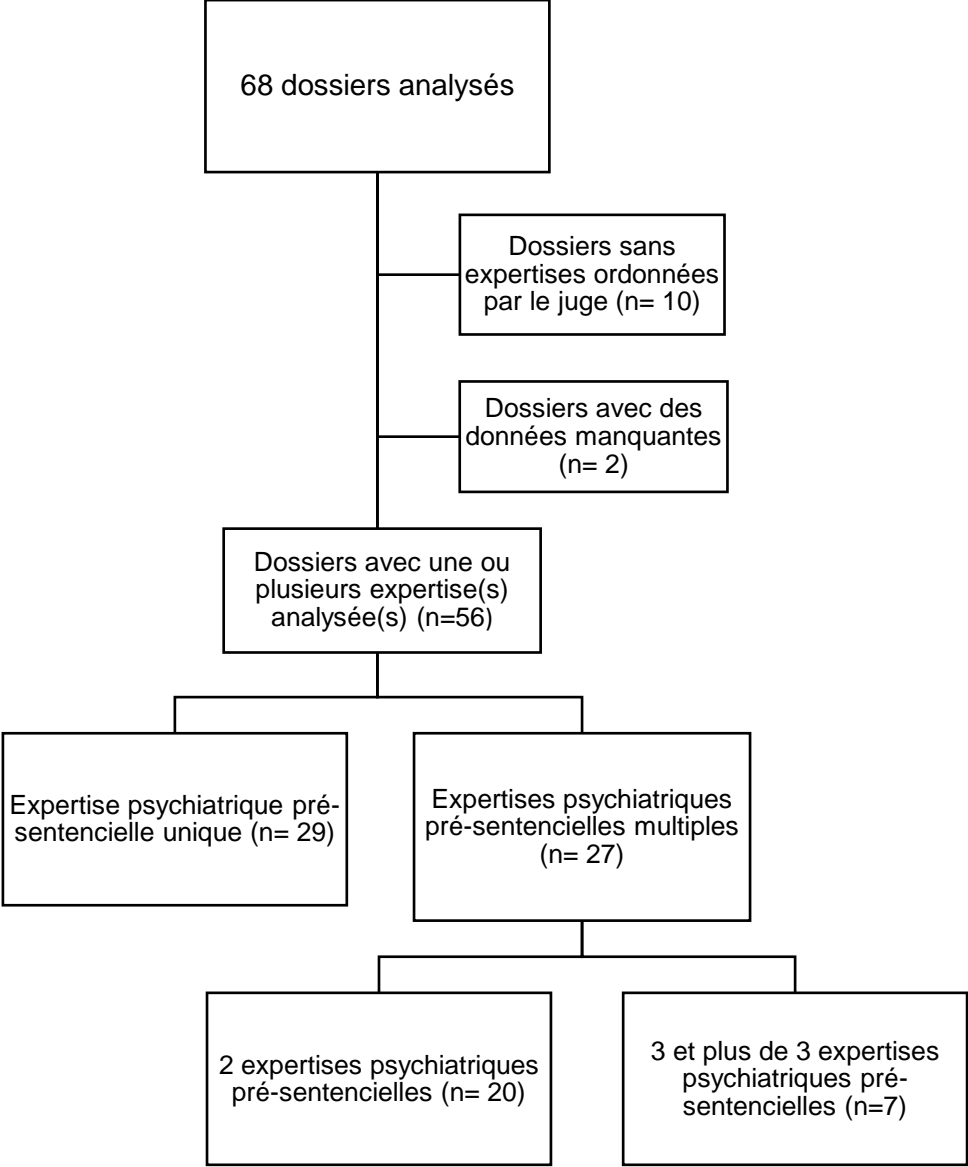 68 dossiers analysés
Dossiers sans
expertises ordonnées
par le juge (n= 10)
Dossiers avec des
données manquantes
(n= 2)
Dossiers avec une ou
plusieurs expertise(s)
analysée(s) (n=56)
Expertise psychiatrique pré-
sentencielle unique (n= 29)
Expertises psychiatriques
pré-sentencielles multiples
(n= 27)
2 expertises psychiatriques
pré-sentencielles (n= 20)
3 et plus de 3 expertises
psychiatriques pré-
sentencielles (n=7)